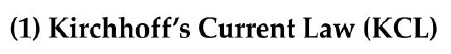 (1) Kirchhoff’s Current Law (KCL)